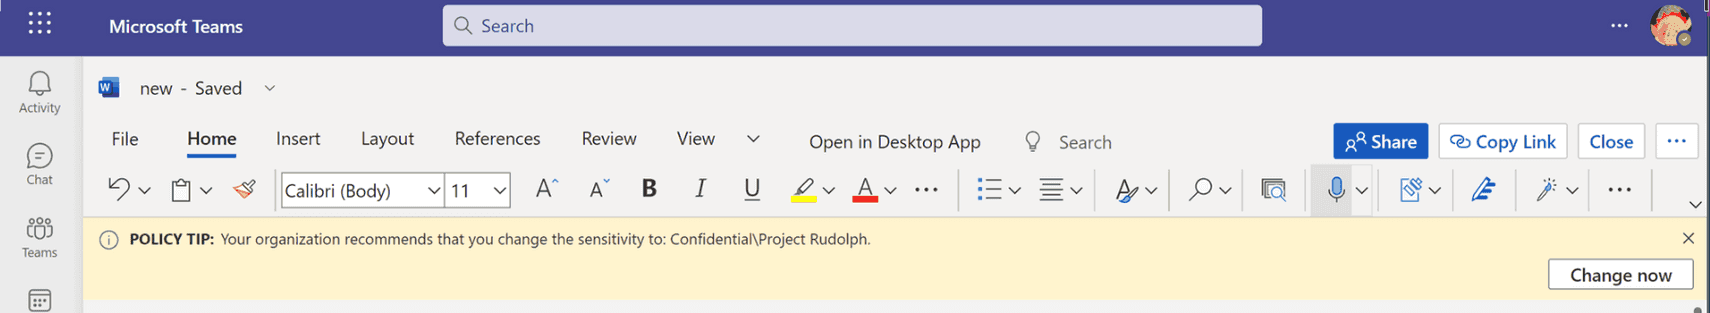 Microsoft Teams
Search
Activity
Chat
Teams
W
new - Saved
File Home Insert Layout References Review View Open in Desktop App Search Share Copy Link Close
Calibri (Body) 11 A A B I U A
POLICY TIP: Your organization recommends that you change the sensitivity to: Confidential\Project Rudolph.
Change now